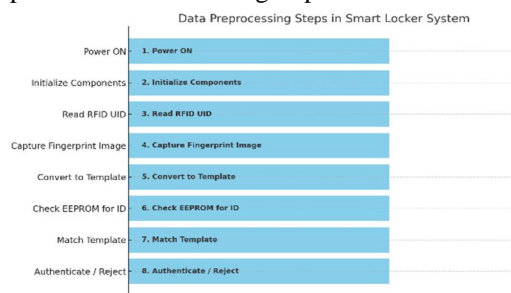 Data Preprocessing Steps in Smart Locker System
Power ON 1. Power ON
Initialize Components 2. Initialize Components
Read RFID UID 3. Read RFID UID
Capture Fingerprint Image 4. Capture Fingerprint Image
Convert to Template 5. Convert to Template
Check EEPROM for ID 6. Check EEPROM for ID
Match Template 7. Match Template
Authenticate / Reject 8. Authenticate / Reject